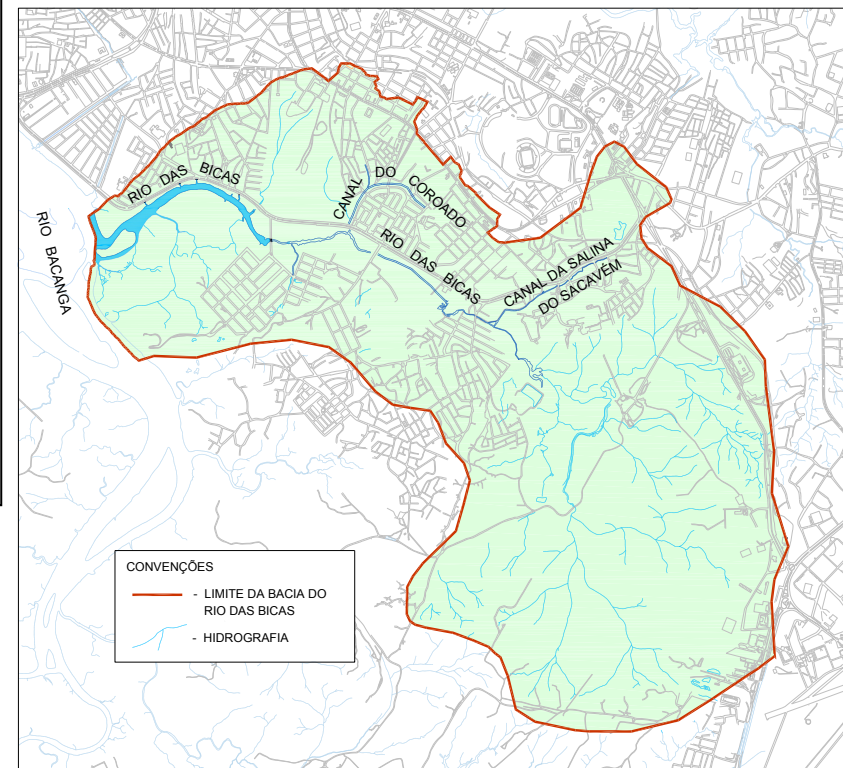 RIO DAS BICAS
CANAL DO COROADO
RIO BACANGA
RIO DAS BICAS
CANAL DA SALINA
DO SACAVÉM
CONVENÇÕES
- LIMITE DA BACIA DO
RIO DAS BICAS
- HIDROGRAFIA